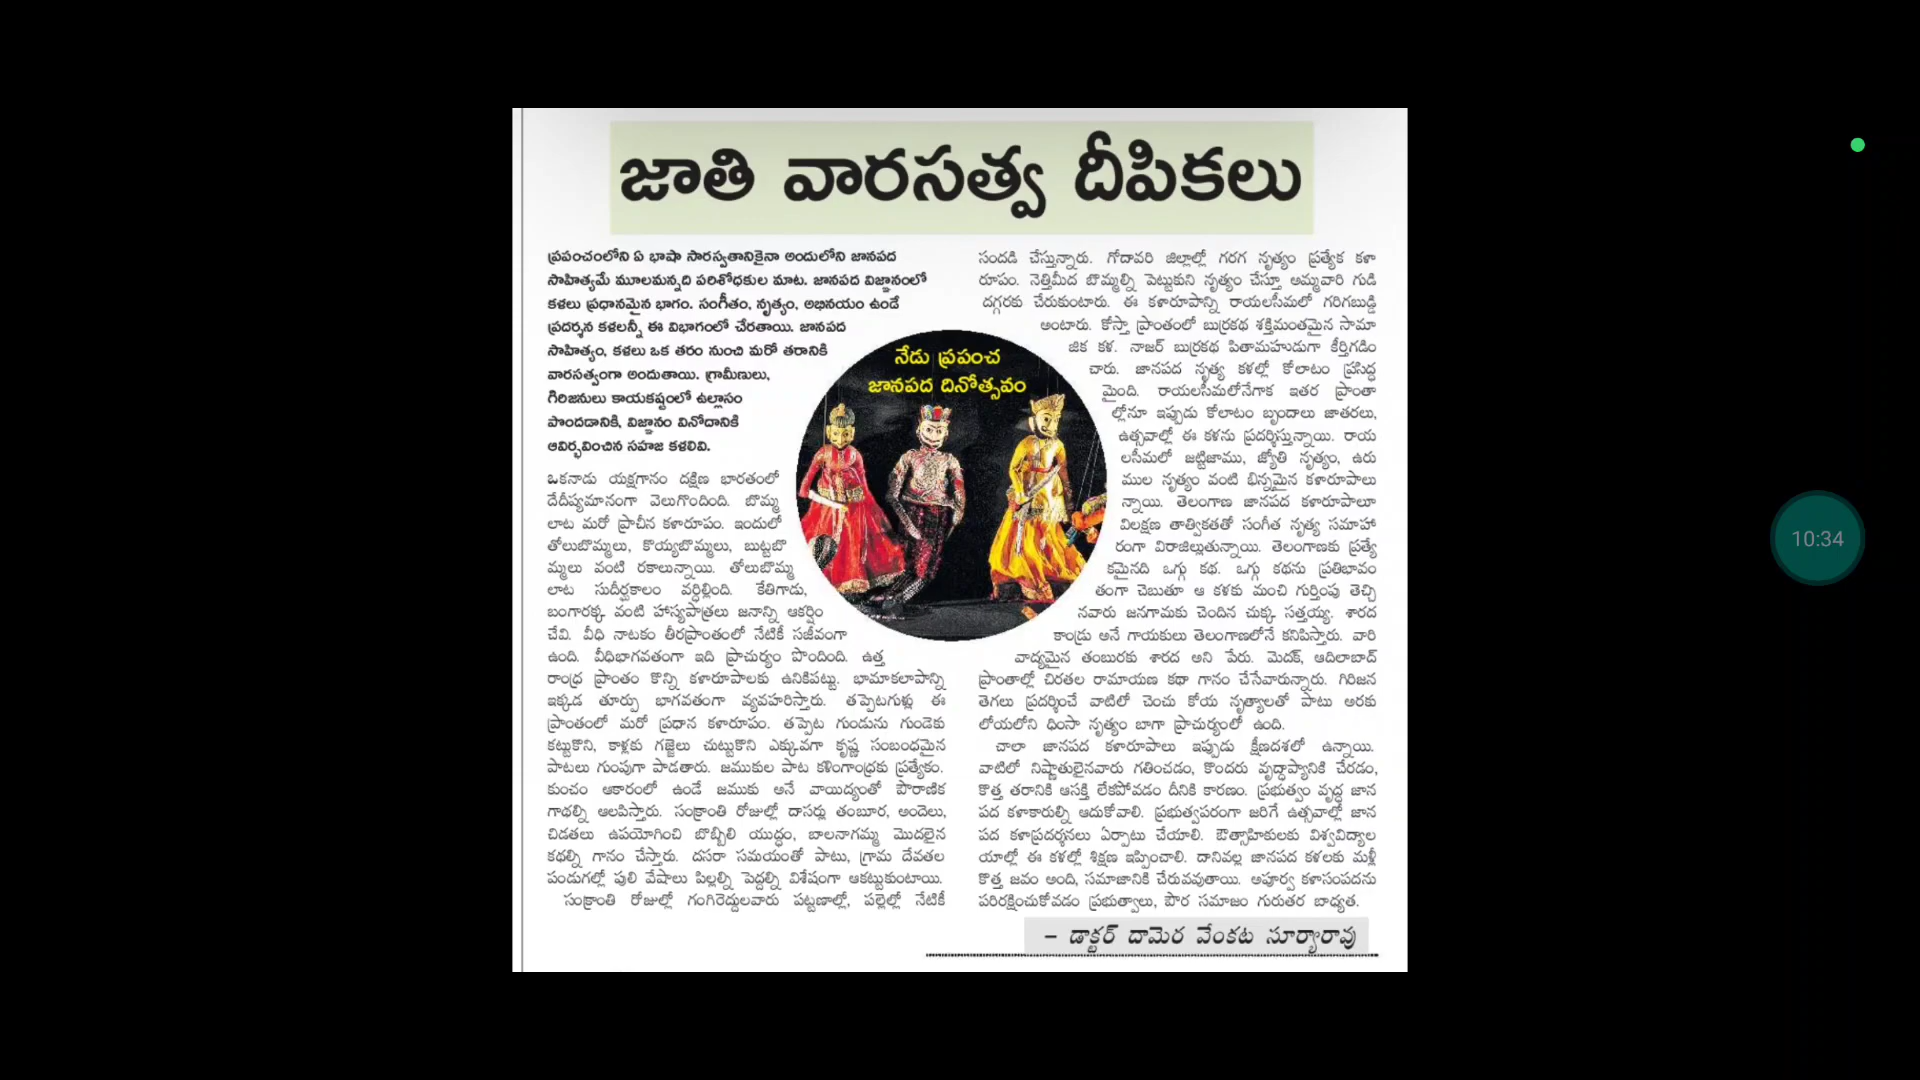 జాతి వారసత్వ దీపికలు
ప్రపంచంలోని ఏ భాషా సారస్వతానికైనా అందులోని జానపద
సాహిత్యమే మూలమన్నది పరిశోధకుల మాట. జానపద విజ్ఞానంలో
కళలు ప్రధానమైన భాగం. సంగీతం, నృత్యం, అభినయం ఉండే
ప్రదర్శన కళలన్నీ ఈ విభాగంలో చేరతాయి. జానపద
సాహిత్యం, కళలు ఒక తరం నుంచి మరో తరానికి
వారసత్వంగా అందుతాయి. గ్రామీణులు,
గిరిజనులు కాయకష్టంలో ఉల్లాసం
పొందడానికి, విజ్ఞానం వినోదానికి
ఆవిర్భవించిన సహజ కళలివి.
ఒకనాడు యక్షగానం దక్షిణ భారతంలో
దేదీప్యమానంగా వెలుగొందింది. బొమ్మ
లాట మరో ప్రాచీన కళారూపం. ఇందులో
తోలుబొమ్మలు, కొయ్యబొమ్మలు, బుట్టబొ
మ్మలు వంటి రకాలున్నాయి. తోలుబొమ్మ
లాట సుదీర్ఘకాలం వర్ధిల్లింది. కేతిగాడు,
బంగారక్క వంటి హాస్యపాత్రలు జనాన్ని ఆకర్షిం
చేవి. వీధి నాటకం తీరప్రాంతంలో నేటికీ సజీవంగా
ఉంది. వీధిభాగవతంగా ఇది ప్రాచుర్యం పొందింది. ఉత్త
రాంధ్ర ప్రాంతం కొన్ని కళారూపాలకు ఉనికిపట్టు. భామాకలాపాన్ని
ఇక్కడ తూర్పు భాగవతంగా వ్యవహరిస్తారు. తప్పెటగుళ్లు ఈ
ప్రాంతంలో మరో ప్రధాన కళారూపం. తప్పెట గుండును గుండెకు
కట్టుకొని, కాళ్లకు గజ్జెలు చుట్టుకొని ఎక్కువగా కృష్ణ సంబంధమైన
పాటలు గుంపుగా పాడతారు. జముకుల పాట కళింగాంధ్రకు ప్రత్యేకం.
కుంచం ఆకారంలో ఉండే జముకు అనే వాయిద్యంతో పౌరాణిక
గాథల్ని ఆలపిస్తారు. సంక్రాంతి రోజుల్లో దాసర్లు తంబూర, అందెలు,
చిడతలు ఉపయోగించి బొబ్బిలి యుద్ధం, బాలనాగమ్మ మొదలైన
కథల్ని గానం చేస్తారు. దసరా సమయంతో పాటు, గ్రామ దేవతల
పండుగల్లో పులి వేషాలు పిల్లల్ని పెద్దల్ని విశేషంగా ఆకట్టుకుంటాయి.
సంక్రాంతి రోజుల్లో గంగిరెద్దులవారు పట్టణాల్లో, పల్లెల్లో నేటికీ
నేడు ప్రపంచ
జానపద దినోత్సవం
సందడి చేస్తున్నారు. గోదావరి జిల్లాల్లో గరగ నృత్యం ప్రత్యేక కళా
రూపం. నెత్తిమీద బొమ్మల్ని పెట్టుకుని నృత్యం చేస్తూ అమ్మవారి గుడి
దగ్గరకు చేరుకుంటారు. ఈ కళారూపాన్ని రాయలసీమలో గరిగబుడ్డి
అంటారు. కోస్తా ప్రాంతంలో బుర్రకథ శక్తిమంతమైన సామా
జిక కళ. నాజర్ బుర్రకథ పితామహుడుగా కీర్తిగడిం
చారు. జానపద నృత్య కళల్లో కోలాటం ప్రసిద్ధ
మైంది. రాయలసీమలోనేగాక ఇతర ప్రాంతా
ల్లోనూ ఇప్పుడు కోలాటం బృందాలు జాతరలు,
ఉత్సవాల్లో ఈ కళను ప్రదర్శిస్తున్నాయి. రాయ
లసీమలో జట్టిజాము, జ్యోతి నృత్యం, ఉరు
ముల నృత్యం వంటి భిన్నమైన కళారూపాలు
న్నాయి. తెలంగాణ జానపద కళారూపాలూ
విలక్షణ తాత్వికతతో సంగీత నృత్య సమాహా
రంగా విరాజిల్లుతున్నాయి. తెలంగాణకు ప్రత్యే
కమైనది ఒగ్గు కథ. ఒగ్గు కథను ప్రతిభావం
తంగా చెబుతూ ఆ కళకు మంచి గుర్తింపు తెచ్చి
నవారు జనగామకు చెందిన చుక్క సత్తయ్య. శారద
కాండ్రు అనే గాయకులు తెలంగాణలోనే కనిపిస్తారు. వారి
వాద్యమైన తంబురకు శారద అని పేరు. మెదక్, ఆదిలాబాద్
ప్రాంతాల్లో చిరతల రామాయణ కథా గానం చేసేవారున్నారు. గిరిజన
తెగలు ప్రదర్శించే వాటిలో చెంచు కోయ నృత్యాలతో పాటు అరకు
లోయలోని థింసా నృత్యం బాగా ప్రాచుర్యంలో ఉంది.
చాలా జానపద కళారూపాలు ఇప్పుడు క్షీణదశలో ఉన్నాయి.
వాటిలో నిష్ణాతులైనవారు గతించడం, కొందరు వృద్ధాప్యానికి చేరడం,
కొత్త తరానికి ఆసక్తి లేకపోవడం దీనికి కారణం. ప్రభుత్వం వృద్ధ జాన
పద కళాకారుల్ని ఆదుకోవాలి. ప్రభుత్వపరంగా జరిగే ఉత్సవాల్లో జాన
పద కళాప్రదర్శనలు ఏర్పాటు చేయాలి. ఔత్సాహికులకు విశ్వవిద్యాల
యాల్లో ఈ కళల్లో శిక్షణ ఇప్పించాలి. దానివల్ల జానపద కళలకు మళ్లీ
కొత్త జవం అంది, సమాజానికి చేరువవుతాయి. అపూర్వ కళాసంపదను
పరిరక్షించుకోవడం ప్రభుత్వాలు, పౌర సమాజం గురుతర బాధ్యత.
– డాక్టర్ దామెర వేంకట సూర్యారావు
10:34